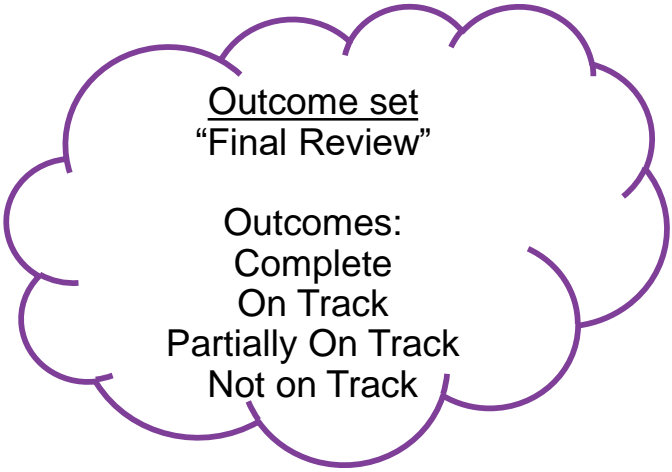 Outcome set
“Final Review”
Outcomes:
Complete
On Track
Partially On Track
Not on Track